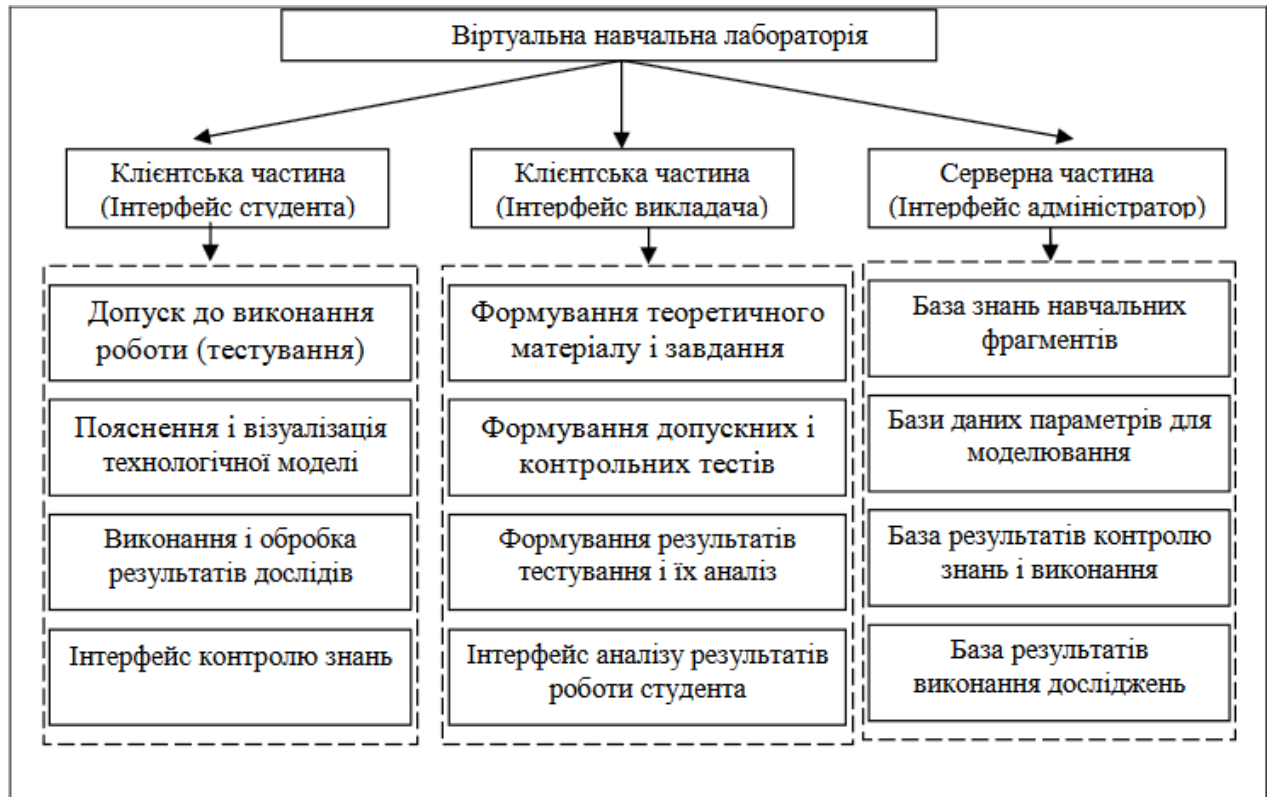 Віртуальна навчальна лабораторія
Клієнтська частина
(Інтерфейс студента)
Клієнтська частина
(Інтерфейс викладача)
Серверна частина
(Інтерфейс адміністратор)
Допуск до виконання
роботи (тестування)
Пояснення і візуалізація
технологічної моделі
Виконання і обробка
результатів дослідів
Інтерфейс контролю знань
Формування теоретичного
матеріалу і завдання
Формування допускних і
контрольних тестів
Формування результатів
тестування і їх аналіз
Інтерфейс аналізу результатів
роботи студента
База знань навчальних
фрагментів
Бази даних параметрів для
моделювання
База результатів контролю
знань і виконання
База результатів
виконання досліджень